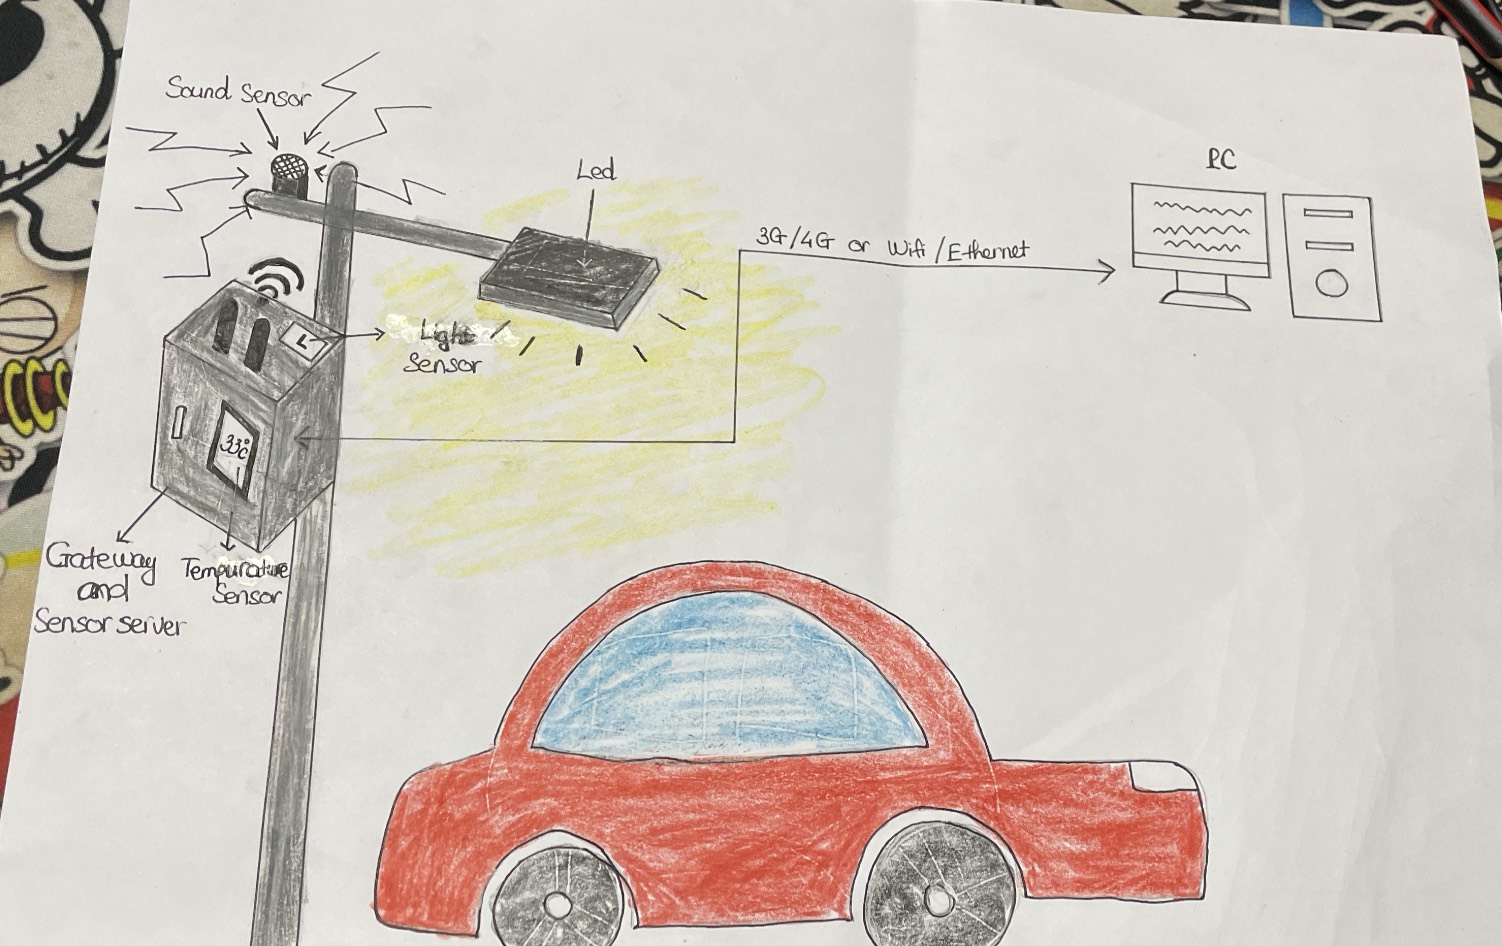 Sound Sensor
Led
PC
3G/4G or Wifi/Ethernet
Light
Sensor
L
33°C
Gateway
and
Sensor server
Tempurature
Sensor